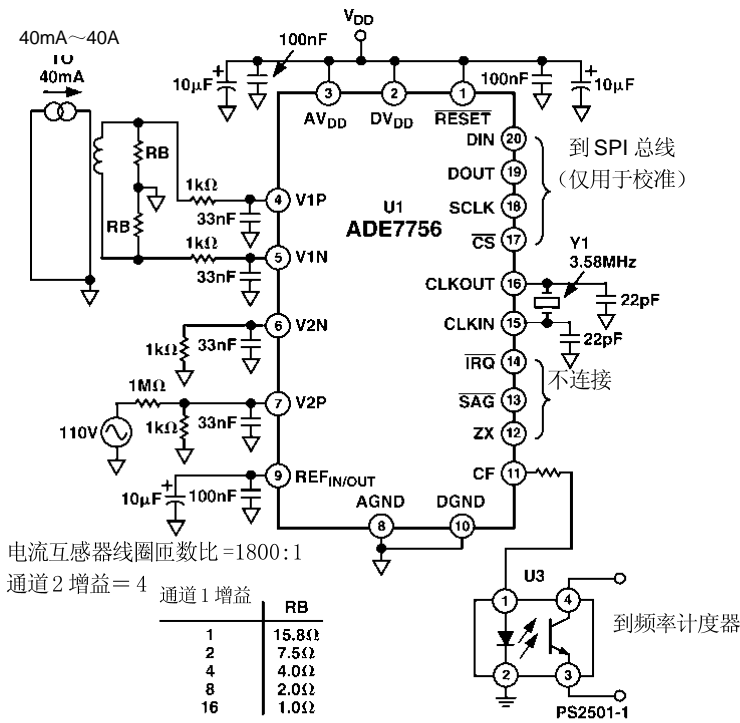 V_DD
40mA～40A
TO
40mA
100nF
10µF
100nF
10µF
3
2
1
AV_DD
DV_DD
RESET
RB
RB
1kΩ
33nF
4
V1P
1kΩ
33nF
5
V1N
U1
ADE7756
DIN
20
DOUT
19
SCLK
18
CS
17
到 SPI 总线
（仅用于校准）
Y1
3.58MHz
CLKOUT
16
22pF
CLKIN
15
22pF
6
V2N
33nF
1kΩ
IRQ
14
不连接
SAG
13
ZX
12
1MΩ
7
V2P
110V
1kΩ
33nF
CF
11
9
REF_IN/OUT
10µF
100nF
AGND
DGND
8
10
电流互感器线圈匝数比 =1800:1
通道 2 增益＝ 4
通道 1 增益
RB
1 15.8Ω
2 7.5Ω
4 4.0Ω
8 2.0Ω
16 1.0Ω
U3
1
4
2
3
到频率计度器
PS2501-1